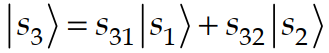 |s₃⟩ = s₃₁|s₁⟩ + s₃₂|s₂⟩